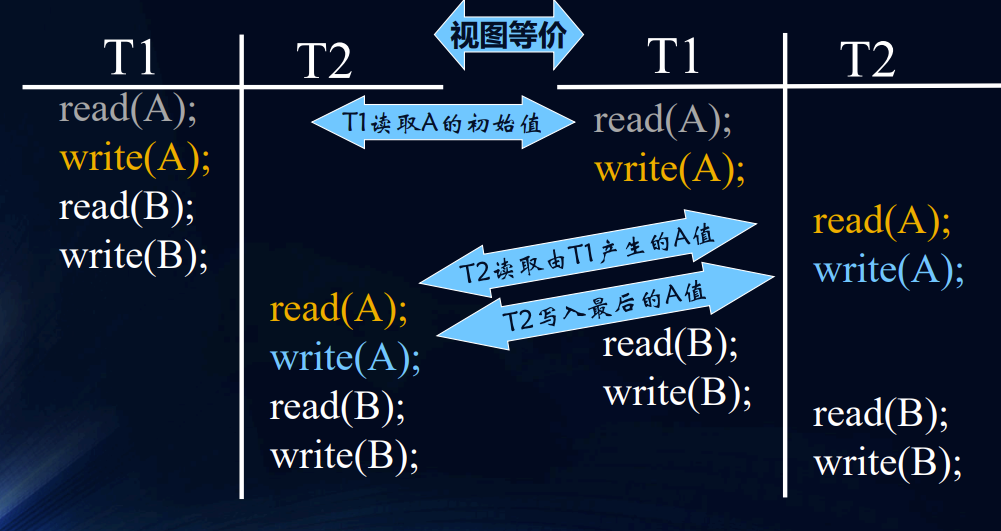 视图等价
T1
T2
T1
T2
read(A);
write(A);
read(B);
write(B);
read(A);
write(A);
read(B);
write(B);
T1读取A的初始值
T2读取由T1产生的A值
T2写入最后的A值
read(A);
write(A);
read(B);
write(B);
read(A);
write(A);
read(B);
write(B);